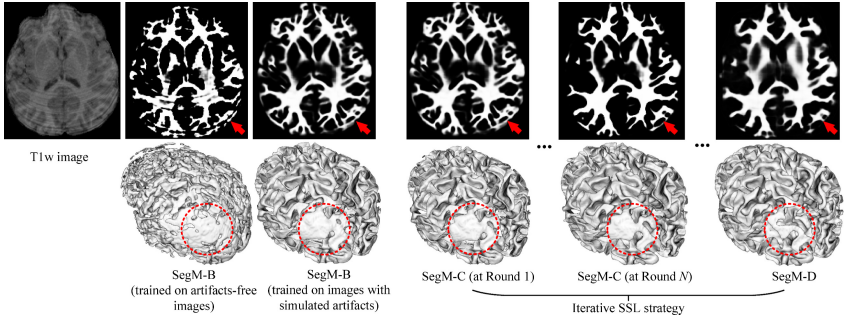 T1w image
SegM-B
(trained on artifacts-free
images)
SegM-B
(trained on images with
simulated artifacts)
...
SegM-C (at Round 1)
SegM-C (at Round N)
...
SegM-D
Iterative SSL strategy